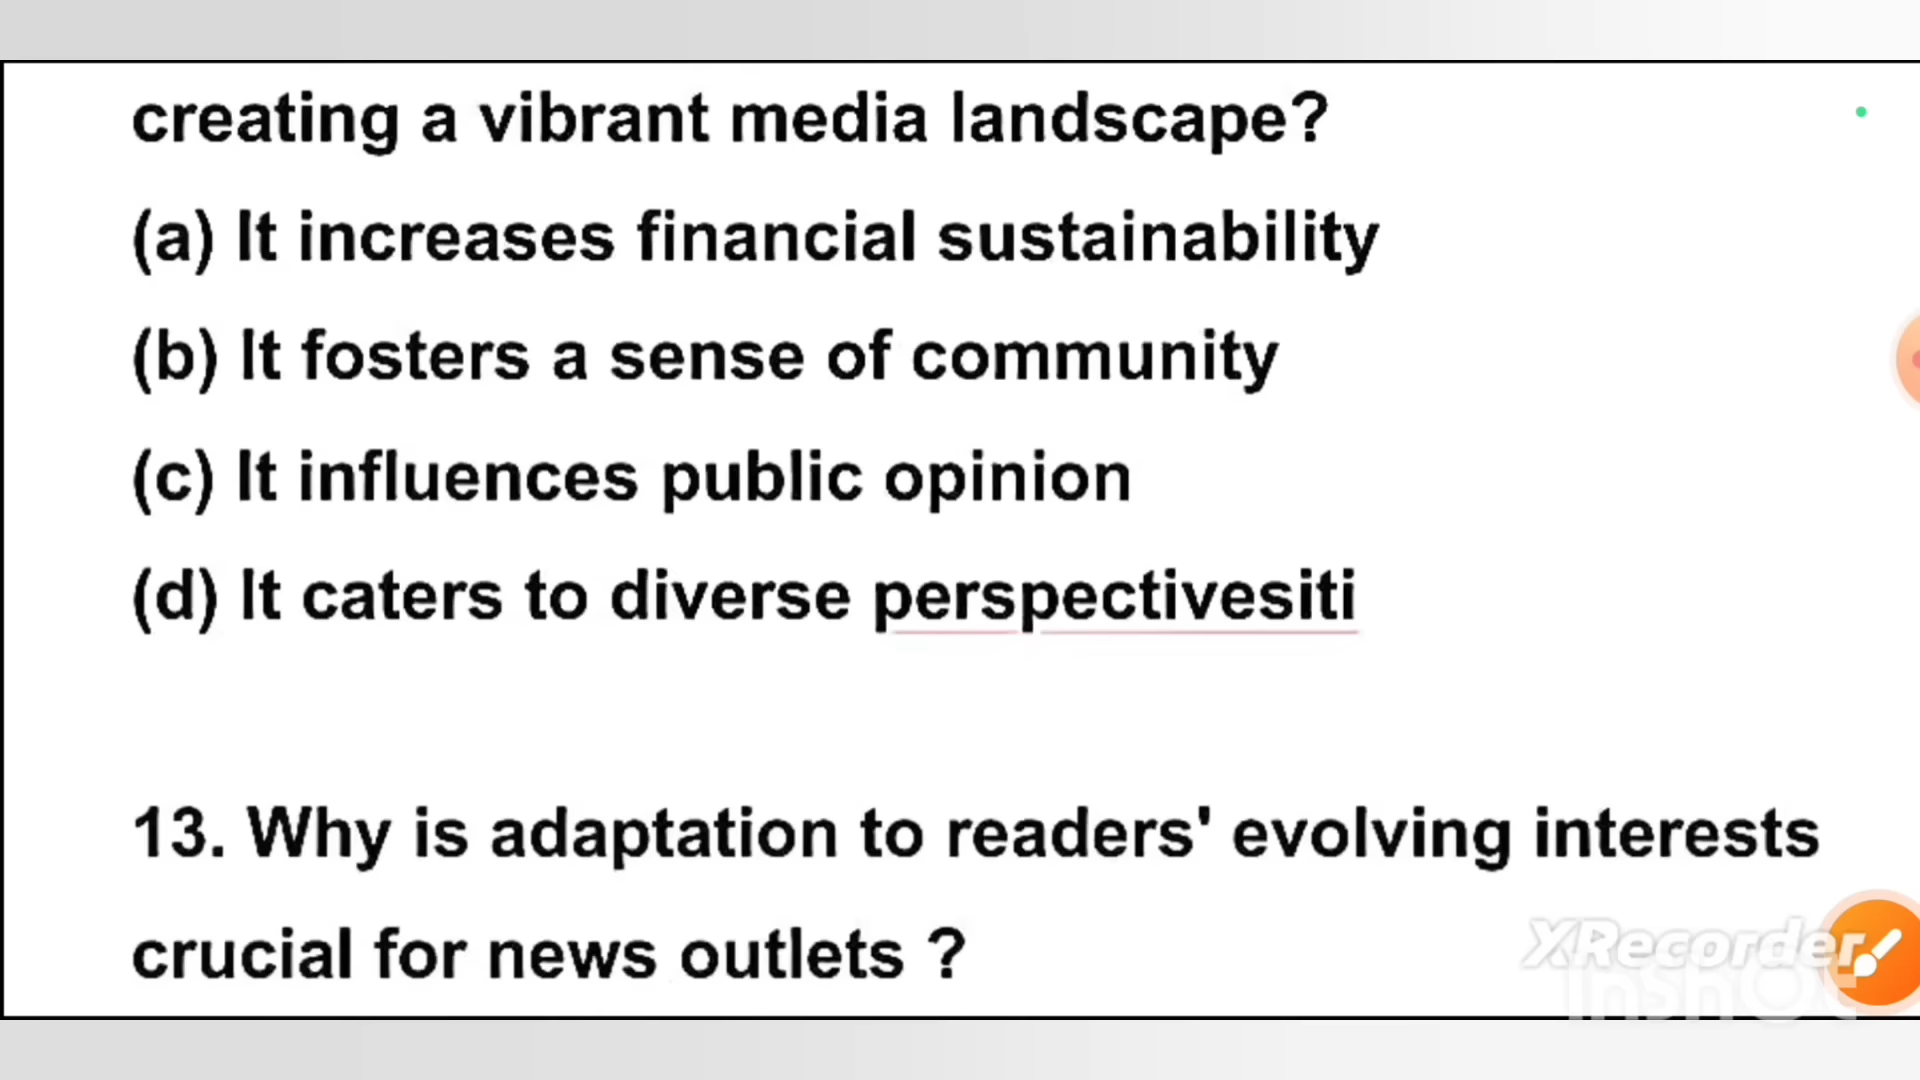 creating a vibrant media landscape?
(a) It increases financial sustainability
(b) It fosters a sense of community
(c) It influences public opinion
(d) It caters to diverse perspectivesiti
13. Why is adaptation to readers' evolving interests
crucial for news outlets ?
XRecorder
InShOt